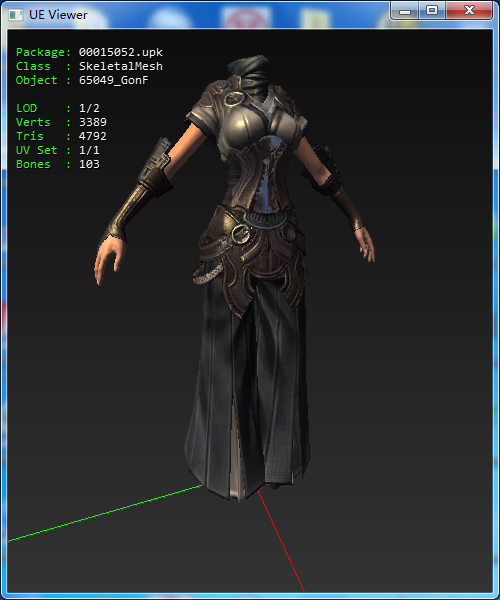 UE Viewer
Package: 00015052.upk
Class : SkeletalMesh
Object : 65049_GonF
LOD : 1/2
Verts : 3389
Tris : 4792
UV Set : 1/1
Bones : 103